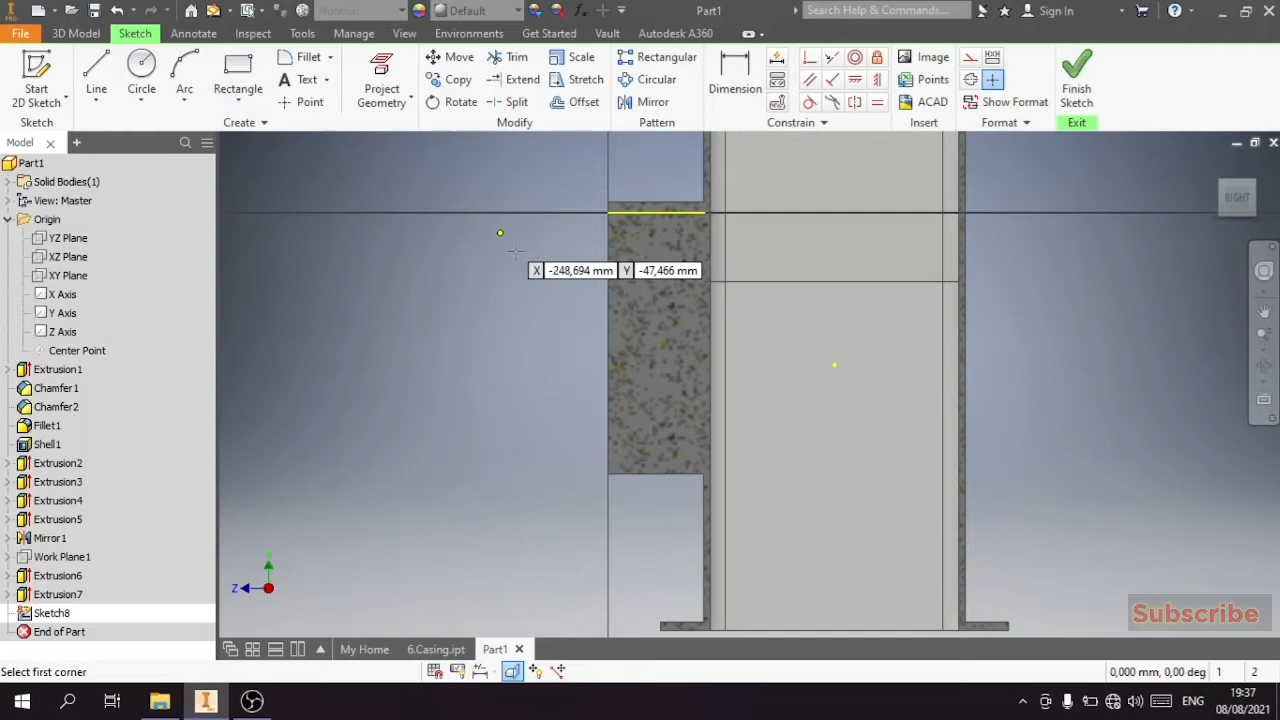 PRO
Material
Default
Part1
Search Help & Commands...
Sign In
File
3D Model
Sketch
Annotate
Inspect
Tools
Manage
View
Environments
Get Started
Vault
Autodesk A360
Start
2D Sketch
Line
Circle
Arc
Rectangle
Fillet
Text
Point
Project
Geometry
Move
Copy
Rotate
Trim
Extend
Split
Scale
Stretch
Offset
Rectangular
Circular
Mirror
Dimension
Image
Points
ACAD
Show Format
Finish
Sketch
Sketch
Create
Modify
Pattern
Constrain
Insert
Format
Exit
Model
Part1
Solid Bodies(1)
View: Master
Origin
YZ Plane
XZ Plane
XY Plane
X Axis
Y Axis
Z Axis
Center Point
Extrusion1
Chamfer1
Chamfer2
Fillet1
Shell1
Extrusion2
Extrusion3
Extrusion4
Extrusion5
Mirror1
Work Plane1
Extrusion6
Extrusion7
Sketch8
End of Part
RIGHT
X -248,694 mm Y -47,466 mm
Z
Subscribe
My Home
6.Casing.ipt
Part1
Select first corner
0,000 mm, 0,00 deg 1 2
ENG
19:37
08/08/2021